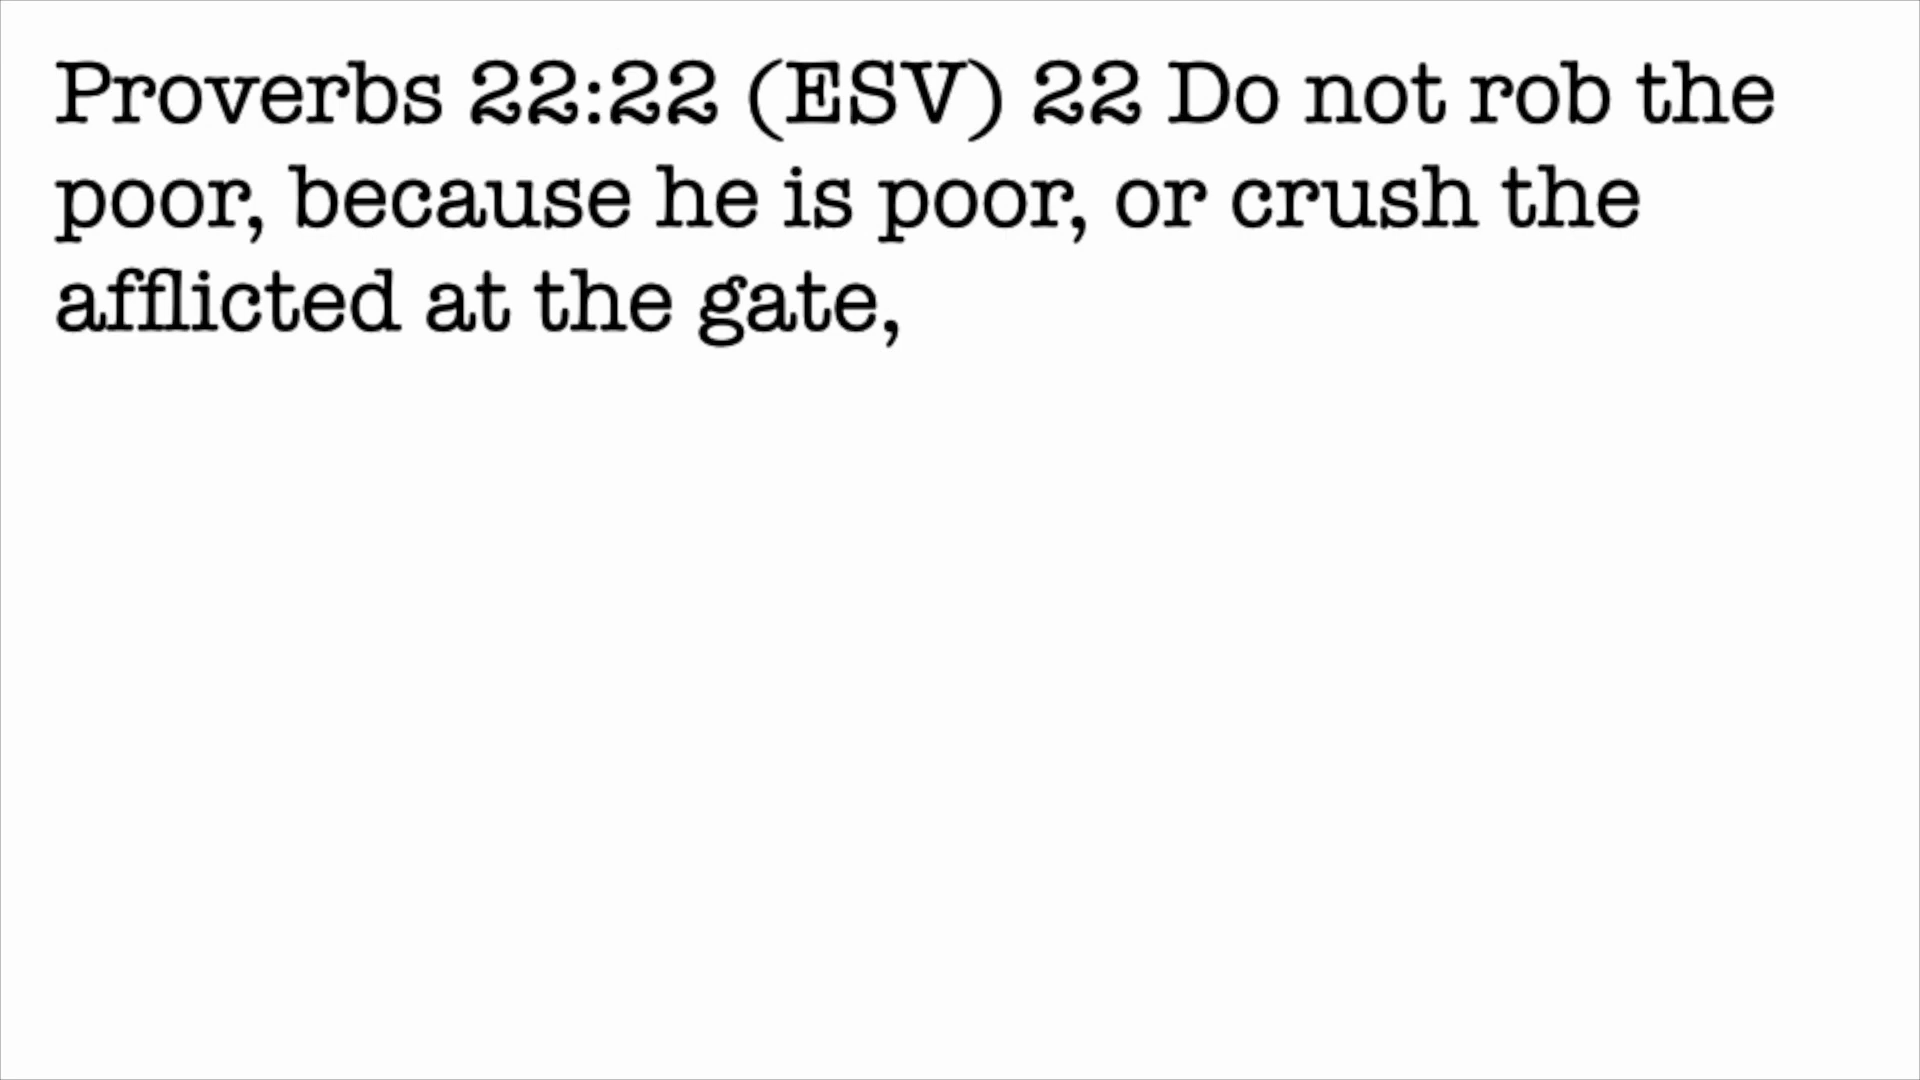 Proverbs 22:22 (ESV) 22 Do not rob the
poor, because he is poor, or crush the
afflicted at the gate,